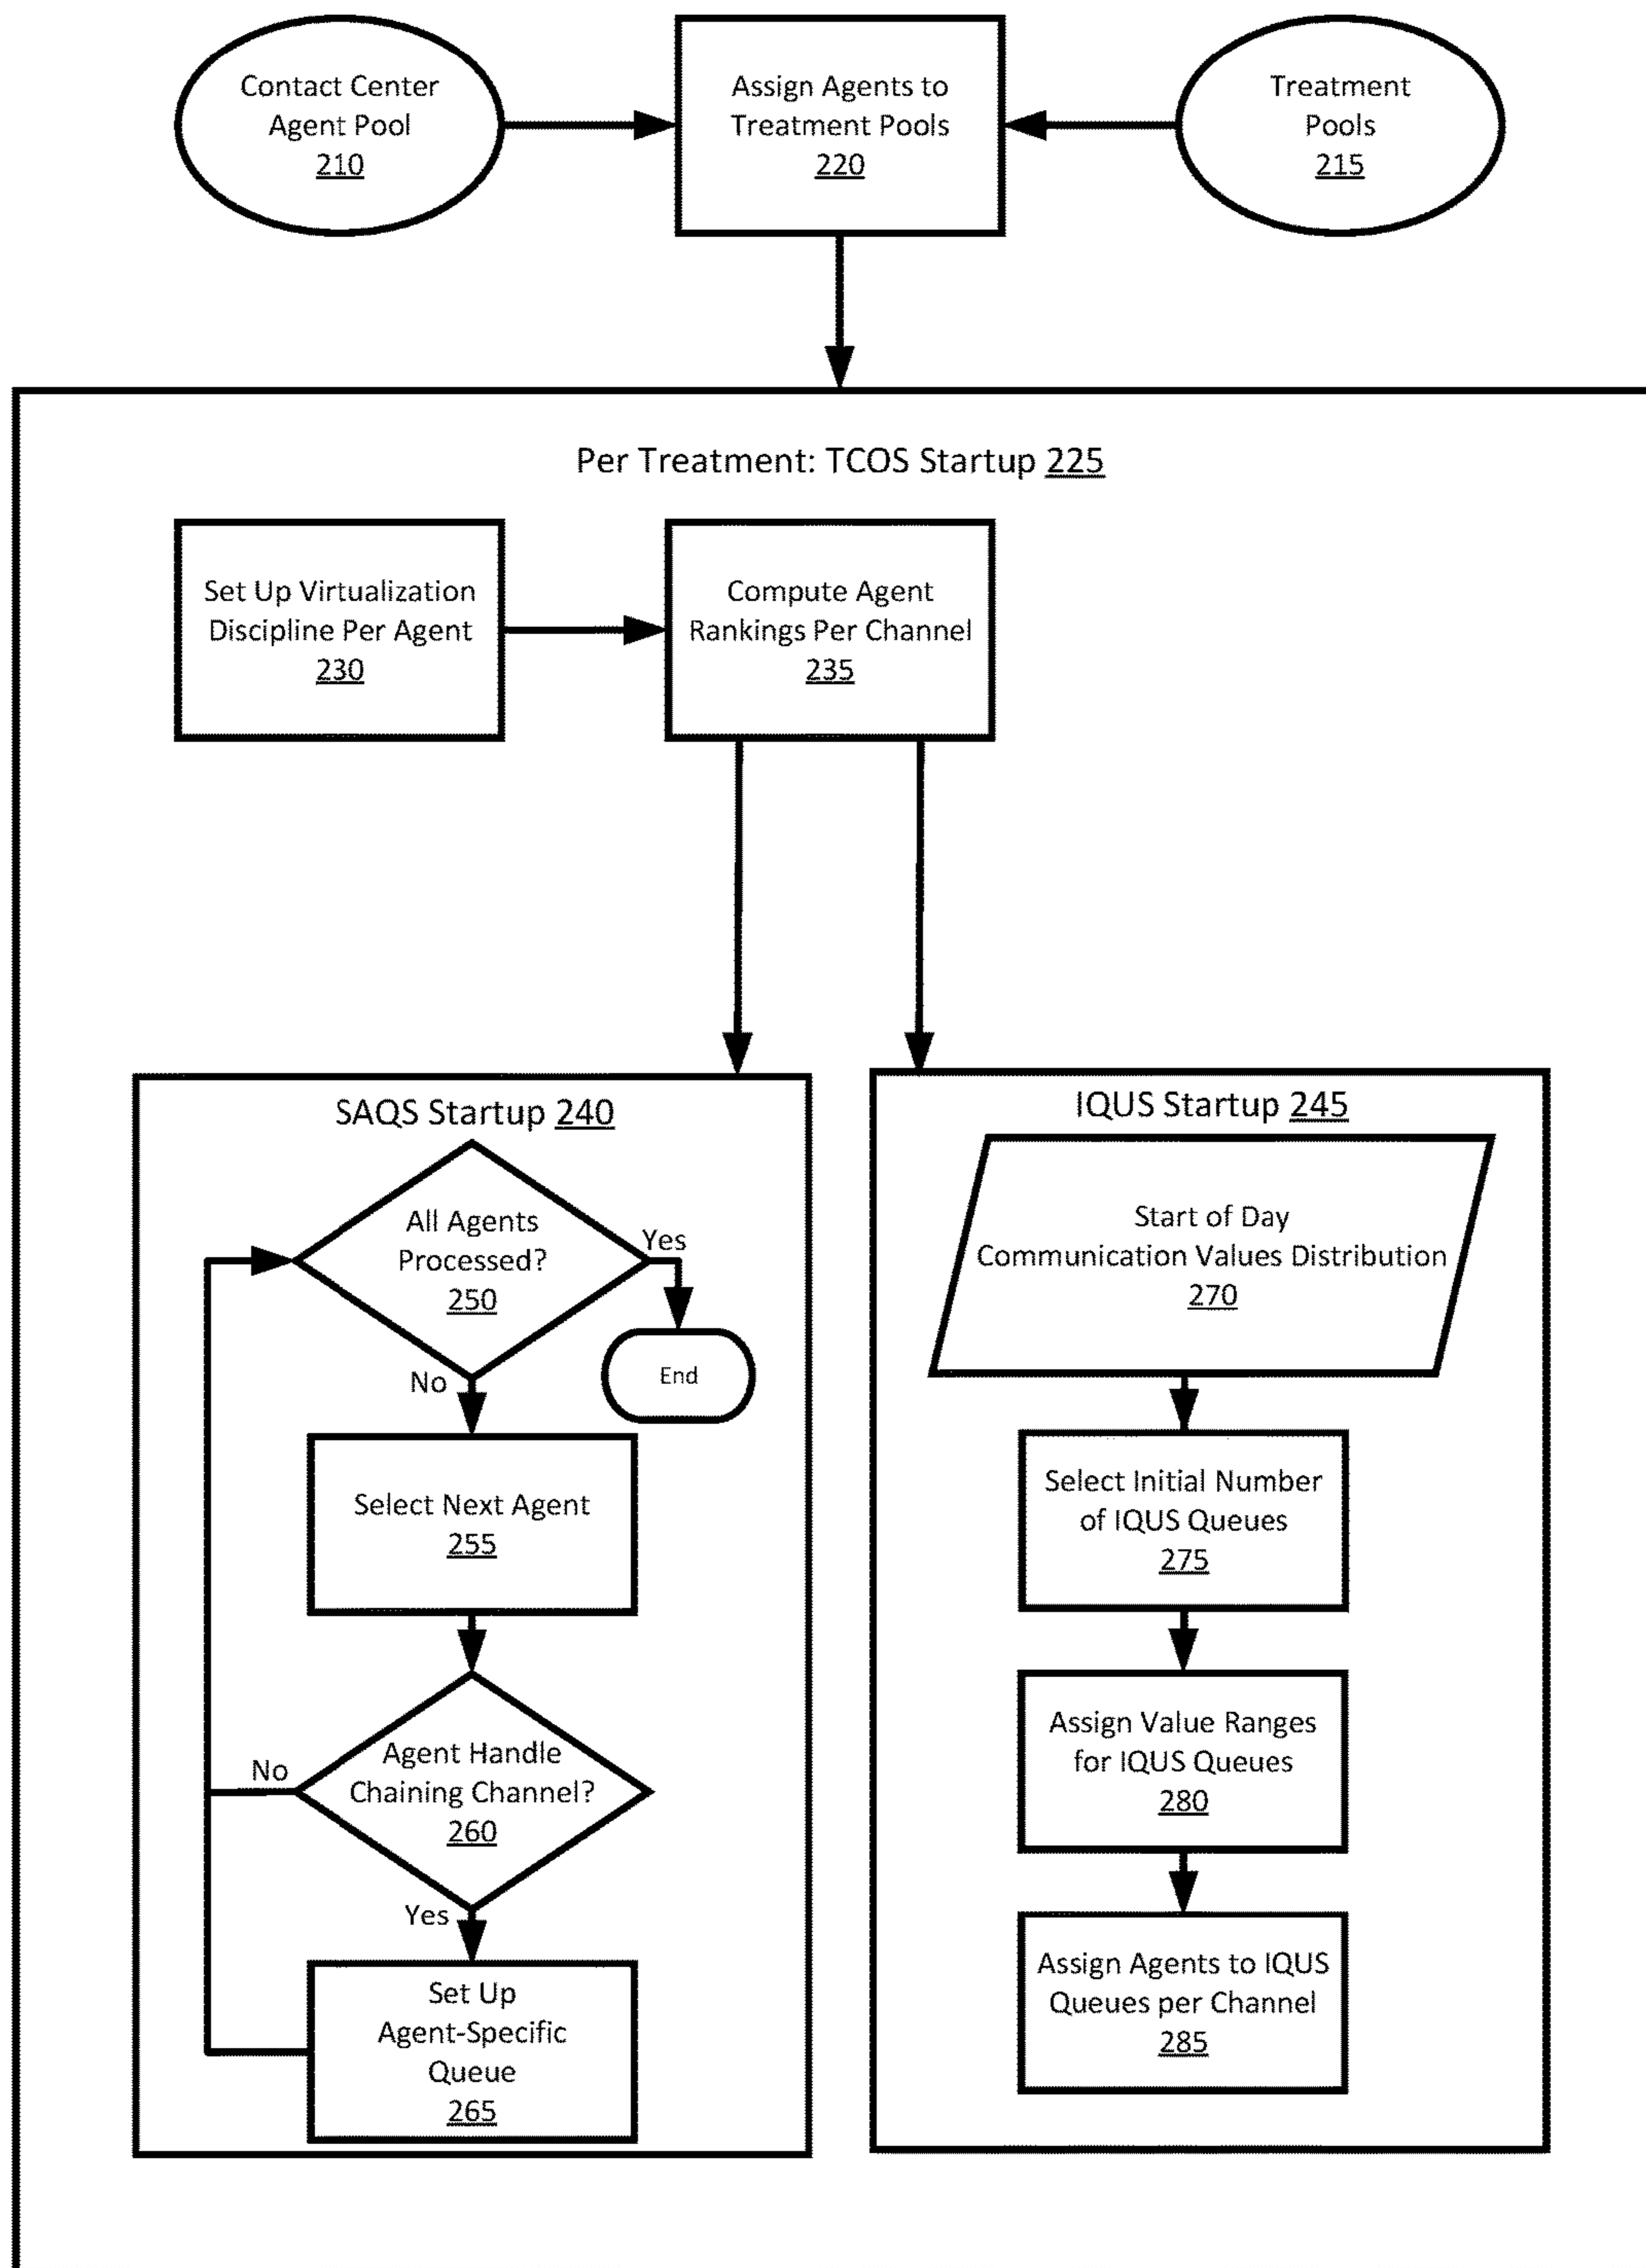 Contact Center
Agent Pool
210
Assign Agents to
Treatment Pools
220
Treatment
Pools
215
Per Treatment: TCOS Startup 225
Set Up Virtualization
Discipline Per Agent
230
Compute Agent
Rankings Per Channel
235
SAQS Startup 240
All Agents
Processed?
250
Yes
End
No
Select Next Agent
255
Agent Handle
Chaining Channel?
260
No
Yes
Set Up
Agent-Specific
Queue
265
IQUS Startup 245
Start of Day
Communication Values Distribution
270
Select Initial Number
of IQUS Queues
275
Assign Value Ranges
for IQUS Queues
280
Assign Agents to IQUS
Queues per Channel
285